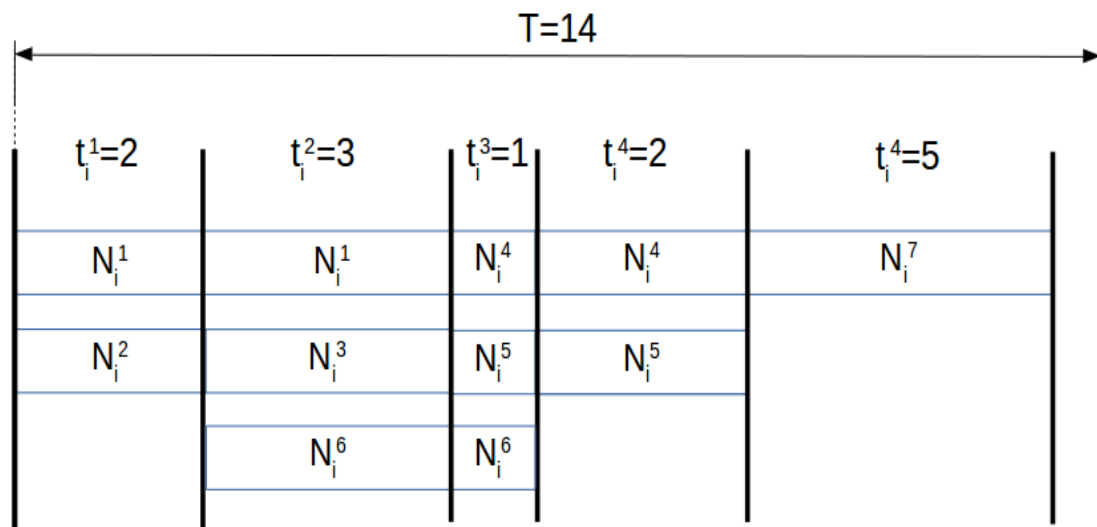 T=14
t_i^1=2 t_i^2=3 t_i^3=1 t_i^4=2 t_i^4=5
N_i^1 N_i^1 N_i^4 N_i^4 N_i^7
N_i^2 N_i^3 N_i^5 N_i^5
N_i^6 N_i^6